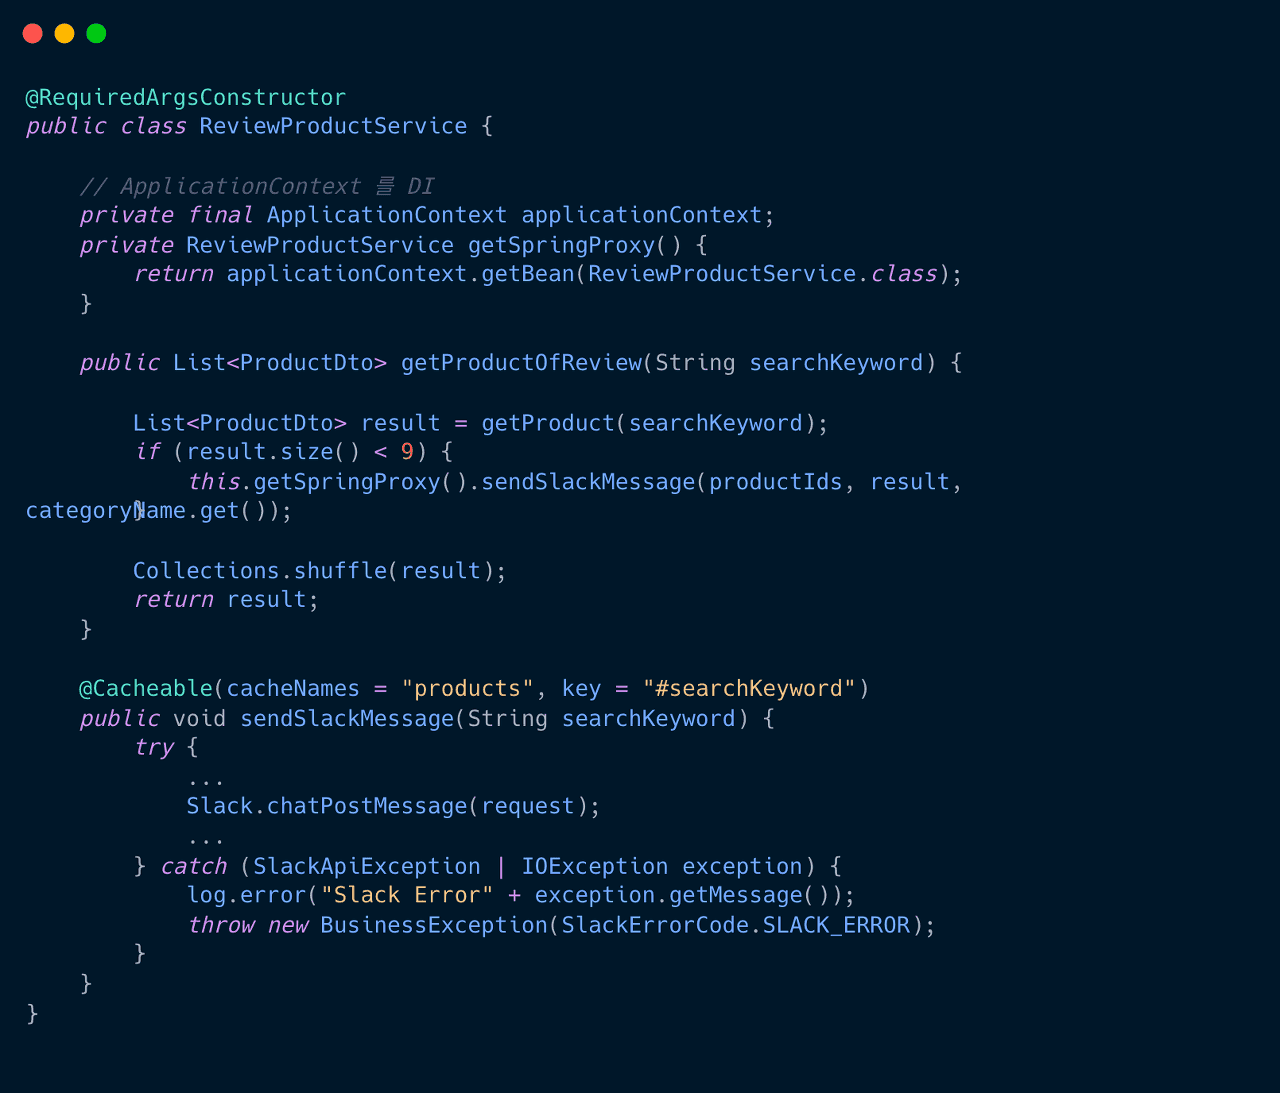 @RequiredArgsConstructor
public class ReviewProductService {
    // ApplicationContext 를 DI
    private final ApplicationContext applicationContext;
    private ReviewProductService getSpringProxy() {
        return applicationContext.getBean(ReviewProductService.class);
    }
    public List<ProductDto> getProductOfReview(String searchKeyword) {
        List<ProductDto> result = getProduct(searchKeyword);
        if (result.size() < 9) {
            this.getSpringProxy().sendSlackMessage(productIds, result,
categoryName.get());
        }
        Collections.shuffle(result);
        return result;
    }
    @Cacheable(cacheNames = "products", key = "#searchKeyword")
    public void sendSlackMessage(String searchKeyword) {
        try {
            ...
            Slack.chatPostMessage(request);
            ...
        } catch (SlackApiException | IOException exception) {
            log.error("Slack Error" + exception.getMessage());
            throw new BusinessException(SlackErrorCode.SLACK_ERROR);
        }
    }
}